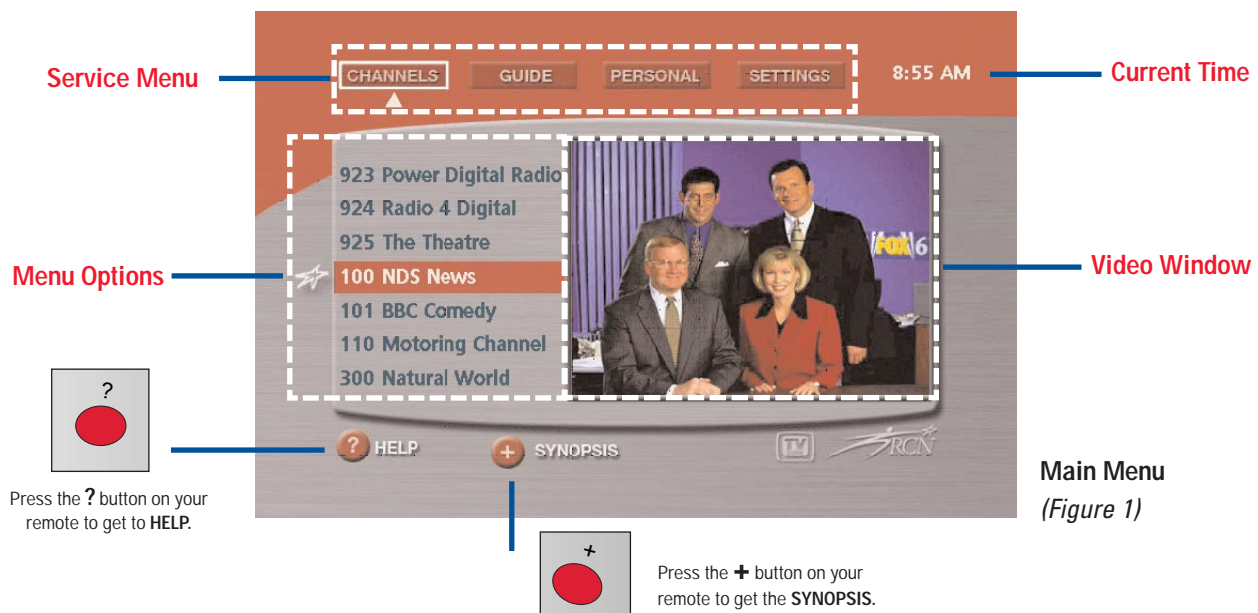 Service Menu
CHANNELS GUIDE PERSONAL SETTINGS
8:55 AM
Current Time
923 Power Digital Radio
924 Radio 4 Digital
925 The Theatre
Menu Options
100 NDS News
101 BBC Comedy
110 Motoring Channel
300 Natural World
FOX 6
Video Window
?
Press the ? button on your
remote to get to HELP.
? HELP
+ SYNOPSIS
TV
RCN
Main Menu
(Figure 1)
+
Press the + button on your
remote to get the SYNOPSIS.